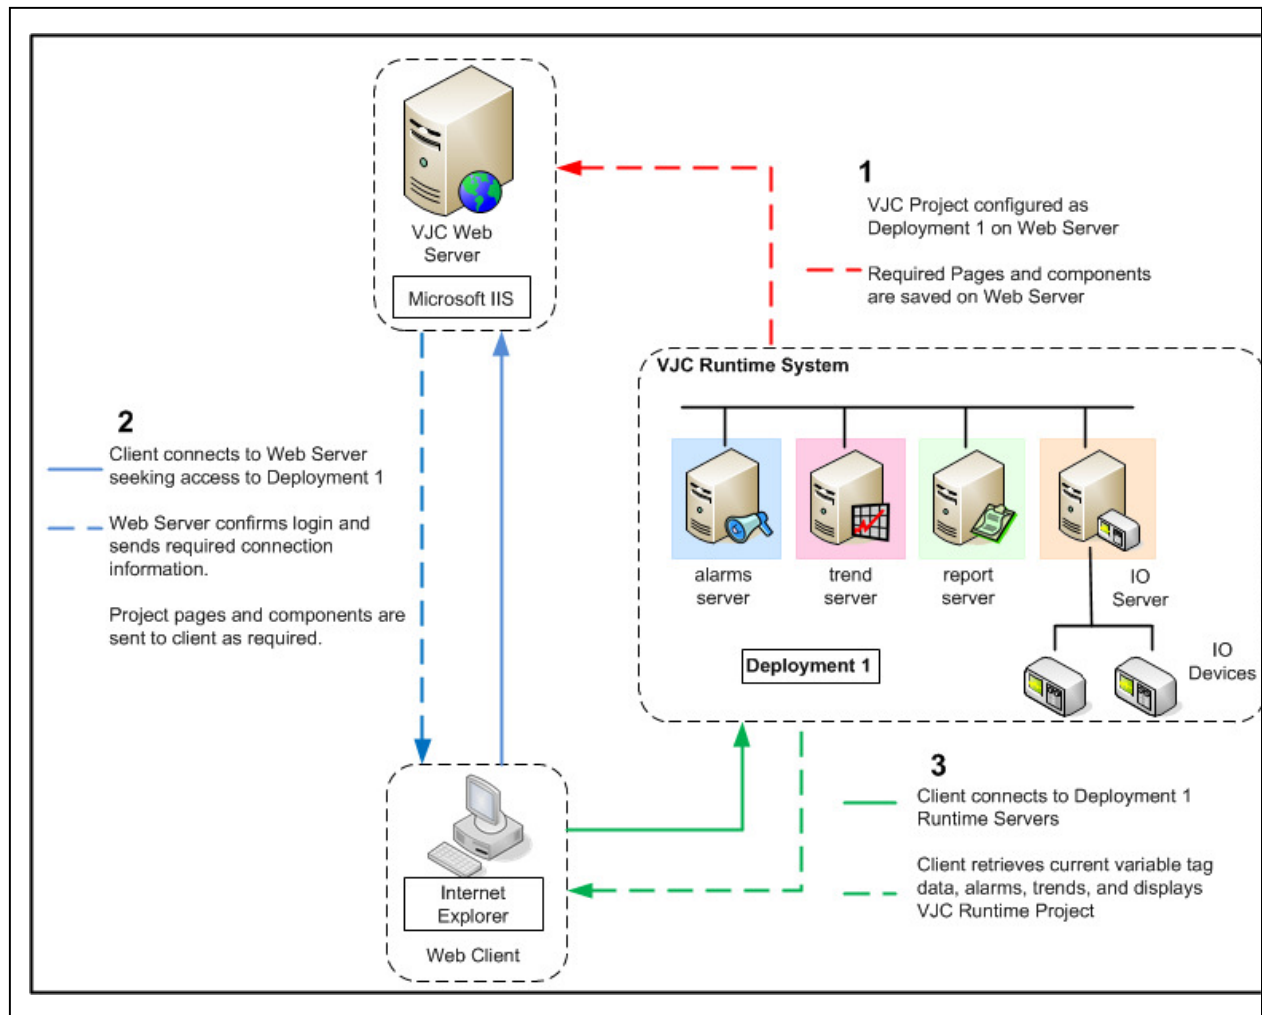 VJC Web
Server
Microsoft IIS
1
VJC Project configured as
Deployment 1 on Web Server
Required Pages and components
are saved on Web Server
2
Client connects to Web Server
seeking access to Deployment 1
Web Server confirms login and
sends required connection
information.
Project pages and components are
sent to client as required.
VJC Runtime System
alarms
server
trend
server
report
server
IO
Server
IO
Devices
Deployment 1
3
Client connects to Deployment 1
Runtime Servers
Client retrieves current variable tag
data, alarms, trends, and displays
VJC Runtime Project
Internet
Explorer
Web Client